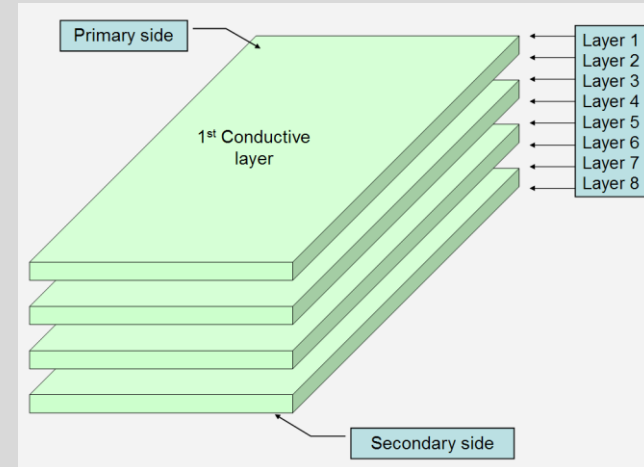 Primary side
1st Conductive
layer
Layer 1
Layer 2
Layer 3
Layer 4
Layer 5
Layer 6
Layer 7
Layer 8
Secondary side